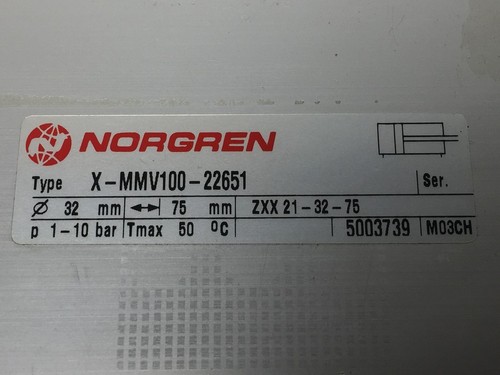 NORGREN
Type X-MMV100-22651 Ser.
Ø 32 mm ↔ 75 mm ZXX 21-32-75
p 1-10 bar Tmax 50 °C 5003739 M03CH